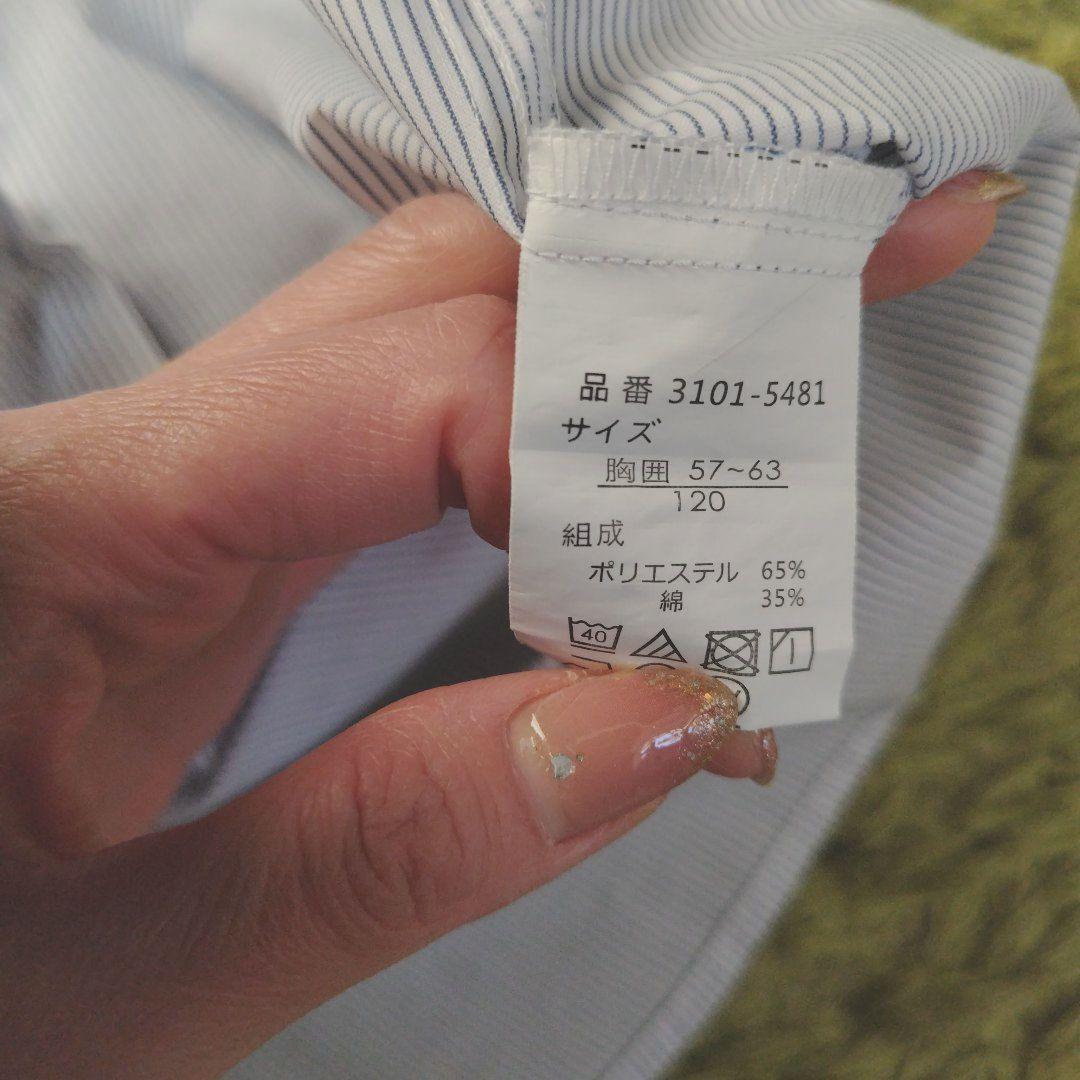 品番 3101-5481
サイズ
胸囲 57~63
120
組成
ポリエステル 65%
綿 35%
40